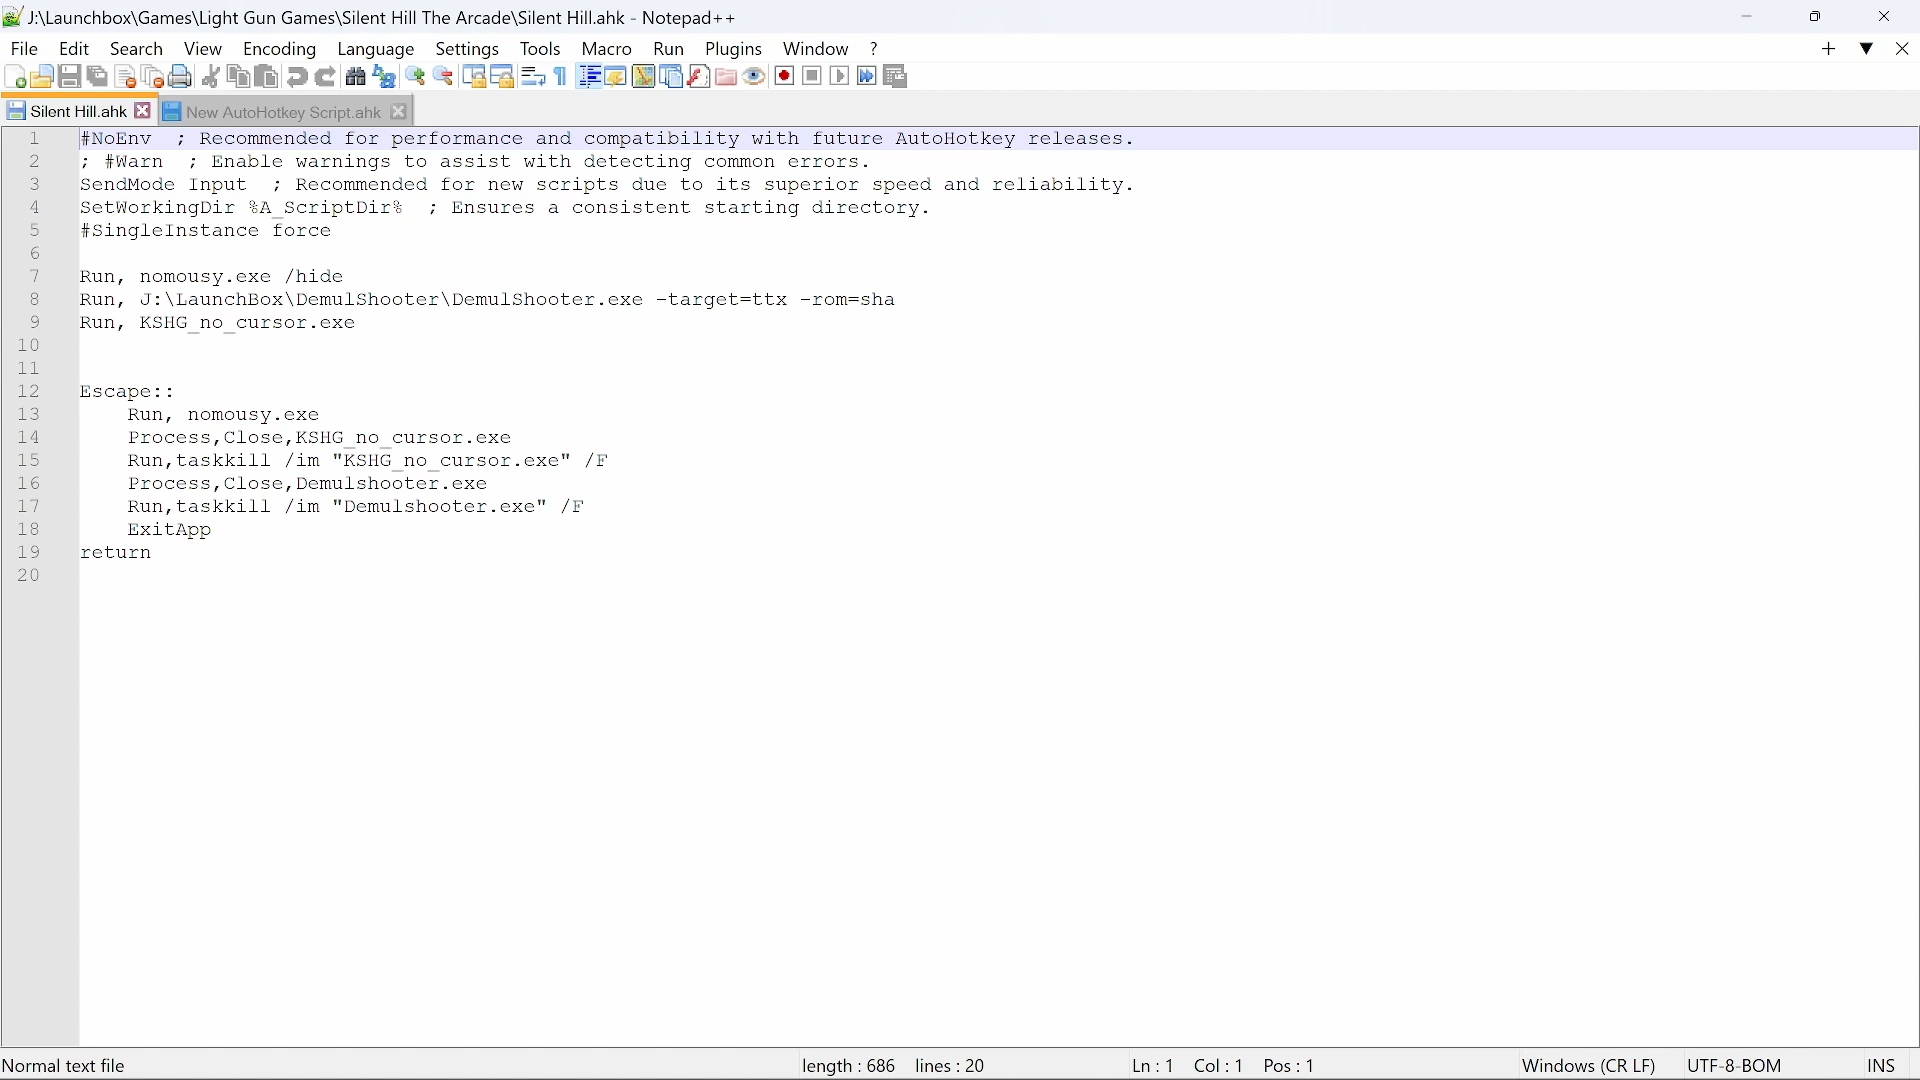 J:\Launchbox\Games\Light Gun Games\Silent Hill The Arcade\Silent Hill.ahk - Notepad++
File Edit Search View Encoding Language Settings Tools Macro Run Plugins Window ?
Silent Hill.ahk New AutoHotkey Script.ahk
1 #NoEnv  ; Recommended for performance and compatibility with future AutoHotkey releases.
2 ; #Warn  ; Enable warnings to assist with detecting common errors.
3 SendMode Input  ; Recommended for new scripts due to its superior speed and reliability.
4 SetWorkingDir %A_ScriptDir%  ; Ensures a consistent starting directory.
5 #SingleInstance force
6
7 Run, nomousy.exe /hide
8 Run, J:\LaunchBox\DemulShooter\DemulShooter.exe -target=ttx -rom=sha
9 Run, KSHG_no_cursor.exe
10
11
12 Escape::
13     Run, nomousy.exe
14     Process,Close,KSHG_no_cursor.exe
15     Run,taskkill /im "KSHG_no_cursor.exe" /F
16     Process,Close,Demulshooter.exe
17     Run,taskkill /im "Demulshooter.exe" /F
18     ExitApp
19 return
20
Normal text file length : 686 lines : 20 Ln : 1 Col : 1 Pos : 1 Windows (CR LF) UTF-8-BOM INS